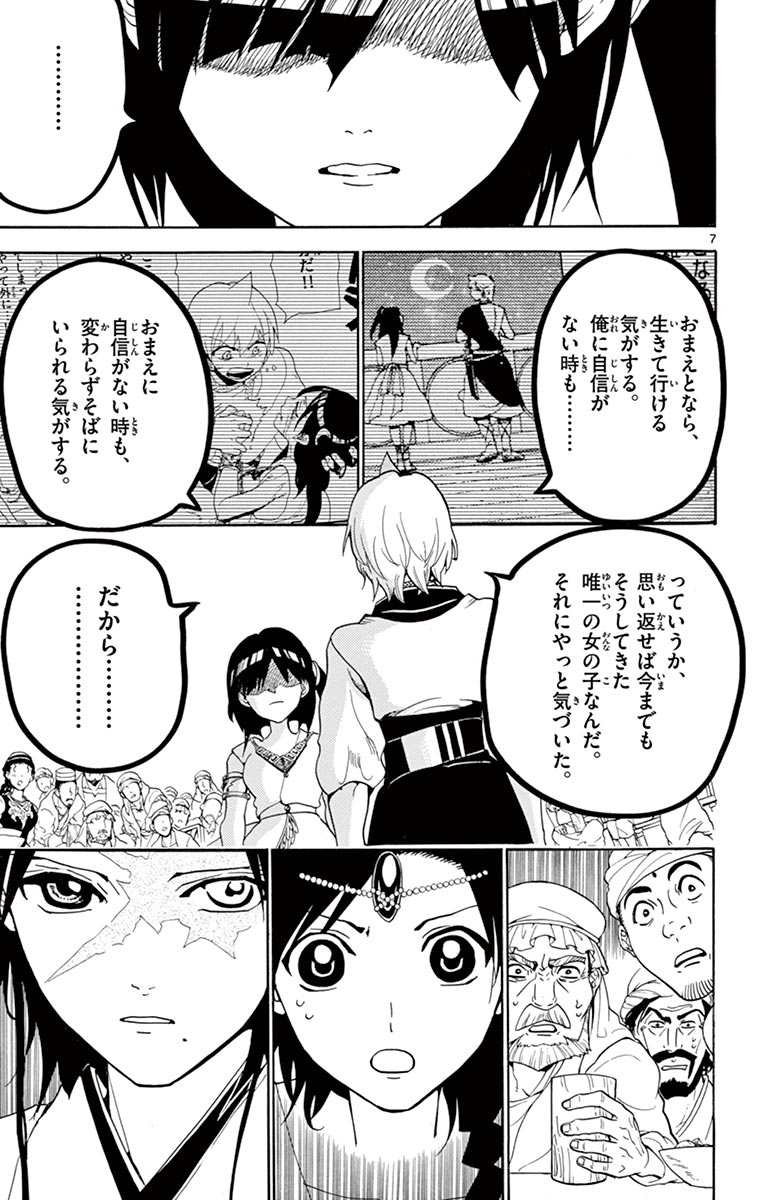 …………
7
おまえとなら、
生きて行ける
気がする。
俺に自信が
ない時も………
おまえに
自信がない時も、
変わらずそばに
いられる気がする。
っていうか、
思い返せば今までも
そうしてきた
唯一の女の子なんだ。
それにやっと気づいた。
だから………
……………